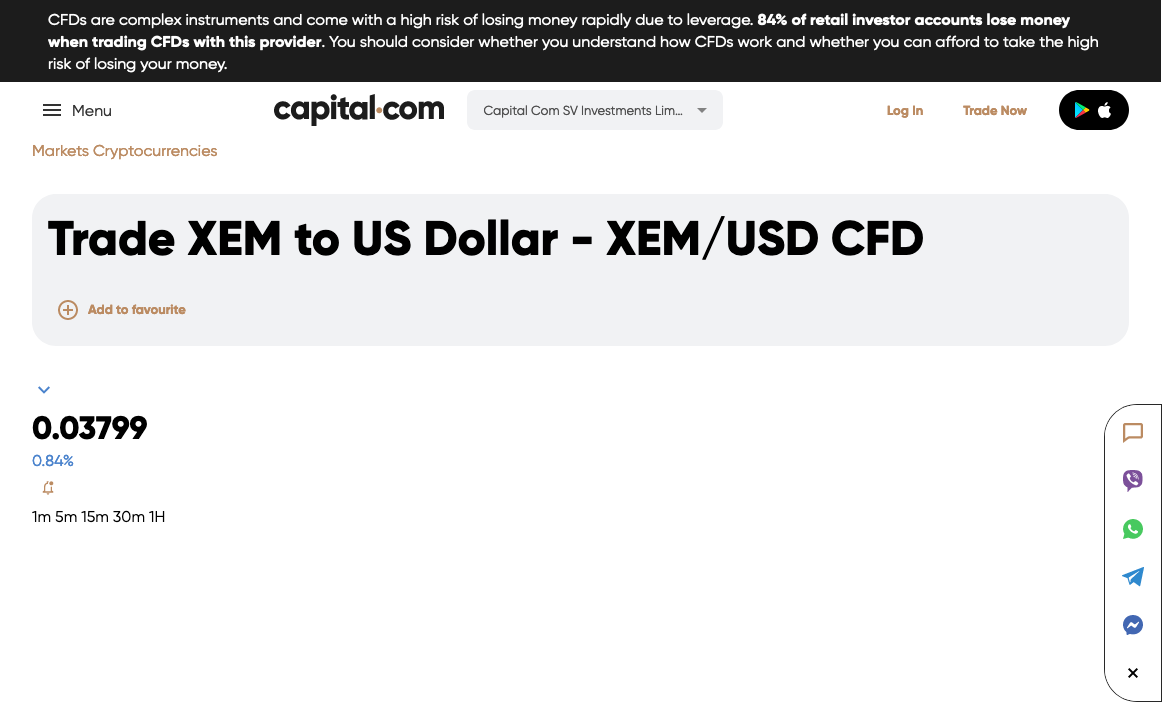 CFDs are complex instruments and come with a high risk of losing money rapidly due to leverage. 84% of retail investor accounts lose money
when trading CFDs with this provider. You should consider whether you understand how CFDs work and whether you can afford to take the high
risk of losing your money.
Menu
capital.com
Capital Com SV Investments Lim...
Log In
Trade Now
Markets Cryptocurrencies
Trade XEM to US Dollar - XEM/USD CFD
Add to favourite
0.03799
0.84%
1m 5m 15m 30m 1H